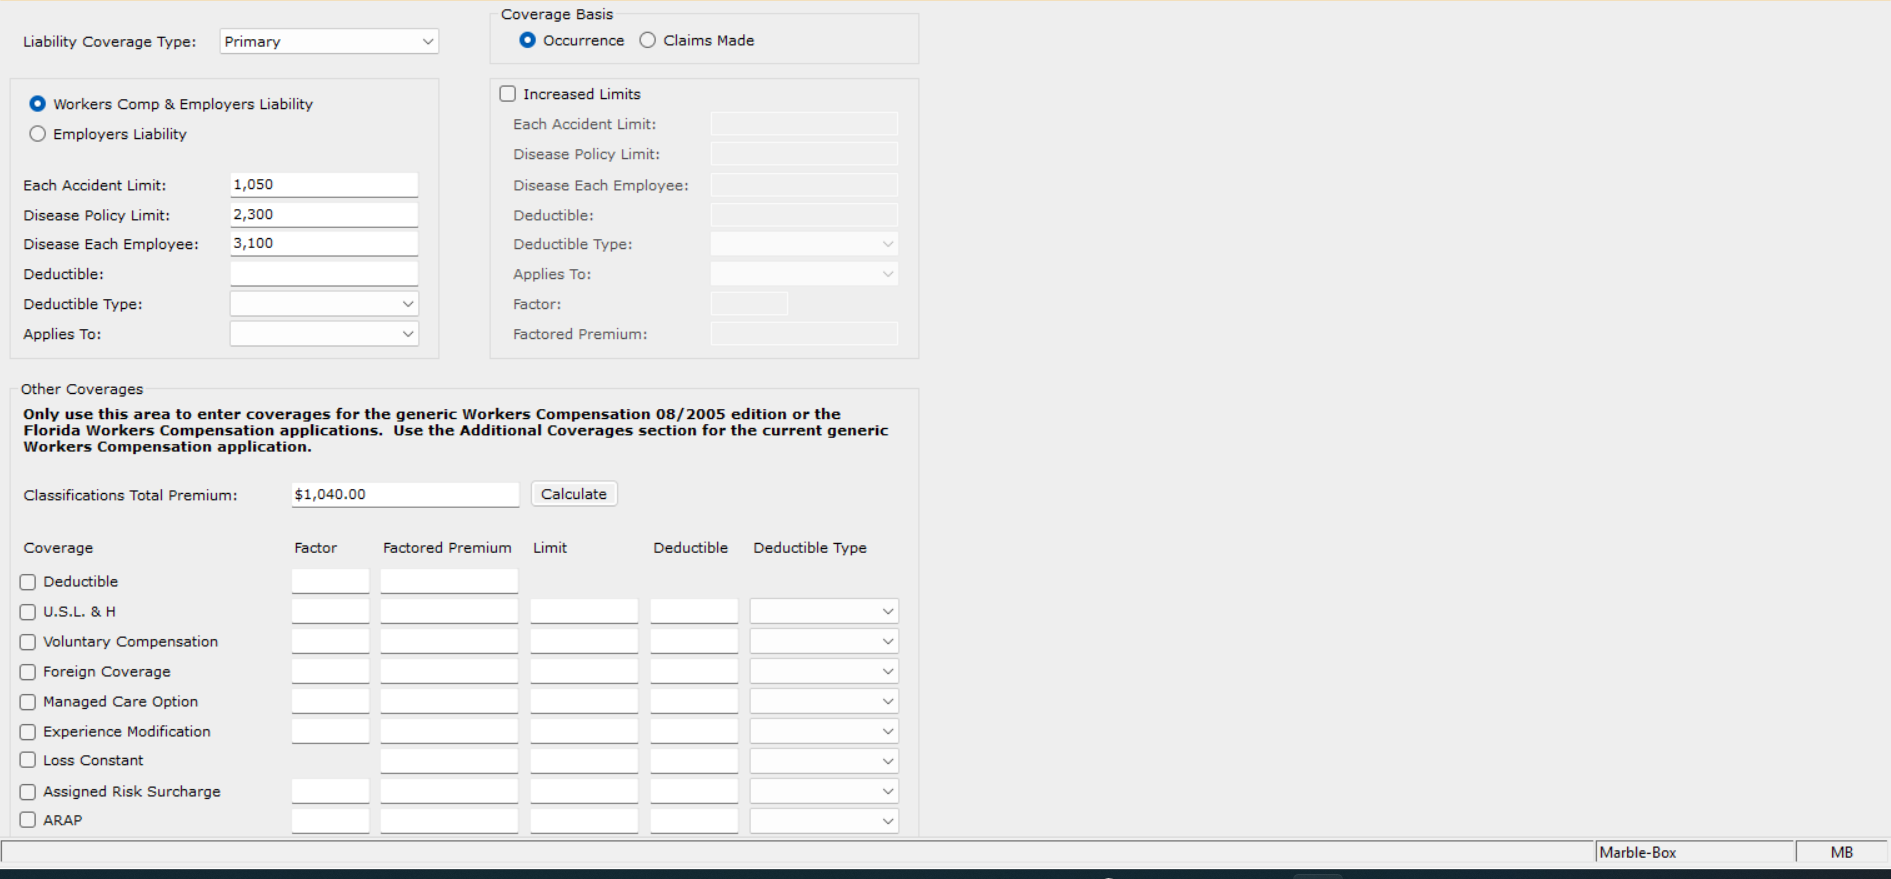 Coverage Basis
Liability Coverage Type: Primary
Occurrence Claims Made
Workers Comp & Employers Liability
Employers Liability
Each Accident Limit: 1,050
Disease Policy Limit: 2,300
Disease Each Employee: 3,100
Deductible:
Deductible Type:
Applies To:
Increased Limits
Each Accident Limit:
Disease Policy Limit:
Disease Each Employee:
Deductible:
Deductible Type:
Applies To:
Factor:
Factored Premium:
Other Coverages
Only use this area to enter coverages for the generic Workers Compensation 08/2005 edition or the
Florida Workers Compensation applications.  Use the Additional Coverages section for the current generic
Workers Compensation application.
Classifications Total Premium: $1,040.00 Calculate
Coverage Factor Factored Premium Limit Deductible Deductible Type
Deductible
U.S.L. & H
Voluntary Compensation
Foreign Coverage
Managed Care Option
Experience Modification
Loss Constant
Assigned Risk Surcharge
ARAP
Marble-Box MB